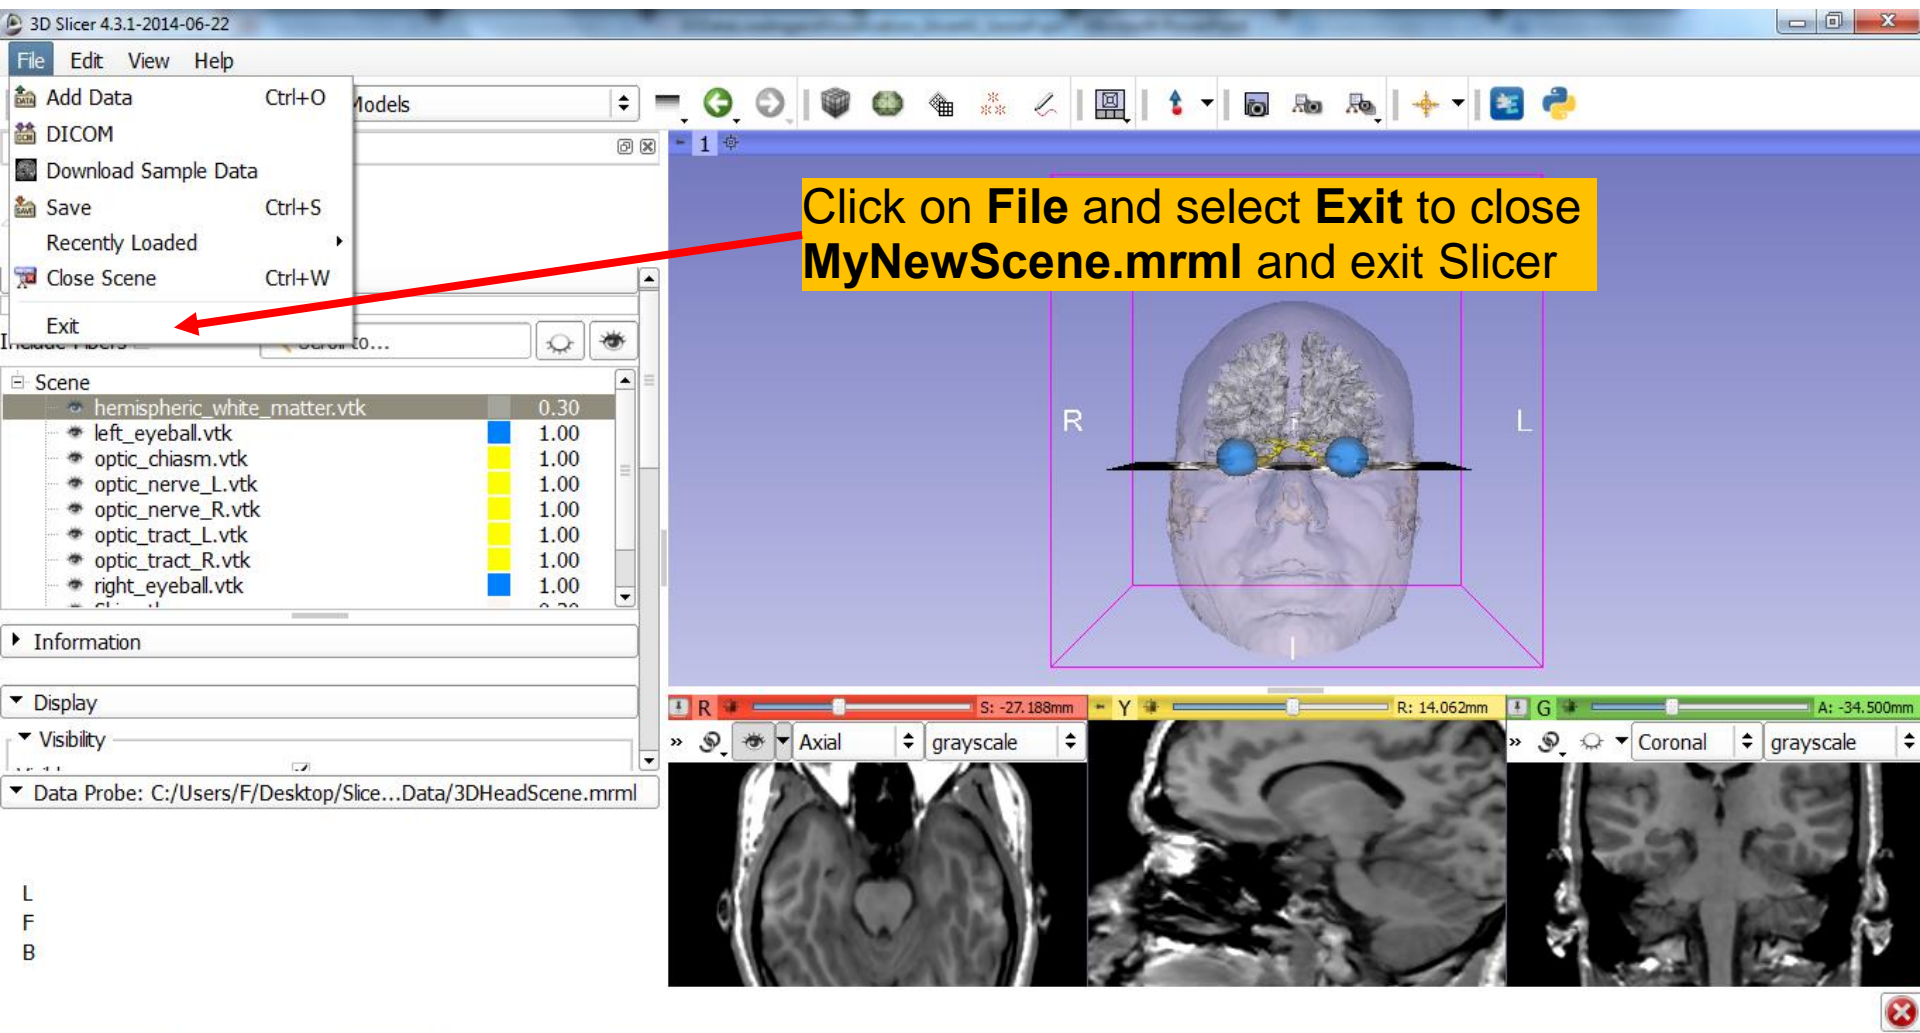 3D Slicer 4.3.1-2014-06-22
File Edit View Help
Add Data Ctrl+O
DICOM
Download Sample Data
Save Ctrl+S
Recently Loaded
Close Scene Ctrl+W
Exit
Models
1
Click on File and select Exit to close
MyNewScene.mrml and exit Slicer
Scene
hemispheric_white_matter.vtk 0.30
left_eyeball.vtk 1.00
optic_chiasm.vtk 1.00
optic_nerve_L.vtk 1.00
optic_nerve_R.vtk 1.00
optic_tract_L.vtk 1.00
optic_tract_R.vtk 1.00
right_eyeball.vtk 1.00
Information
Display
Visibility
Data Probe: C:/Users/F/Desktop/Slice...Data/3DHeadScene.mrml
L
F
B
R L
I
R S: -27.188mm
Axial grayscale
Y R: 14.062mm
G A: -34.500mm
Coronal grayscale